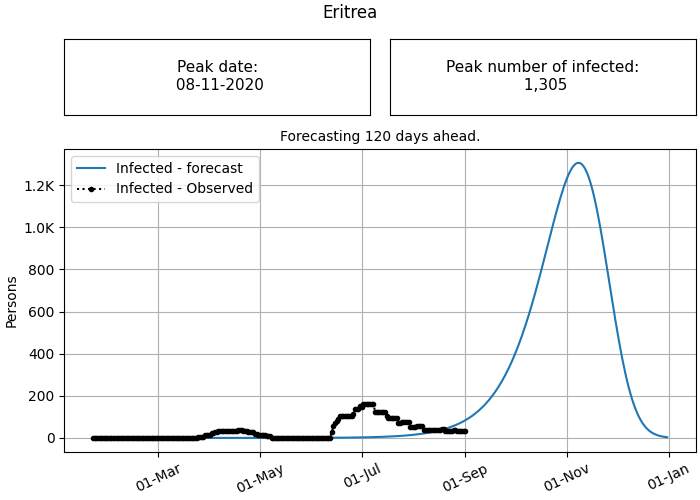 Eritrea
Peak date:
08-11-2020
Peak number of infected:
1,305
Forecasting 120 days ahead.
Infected - forecast
Infected - Observed
Persons
1.2K
1.0K
800
600
400
200
0
01-Mar
01-May
01-Jul
01-Sep
01-Nov
01-Jan